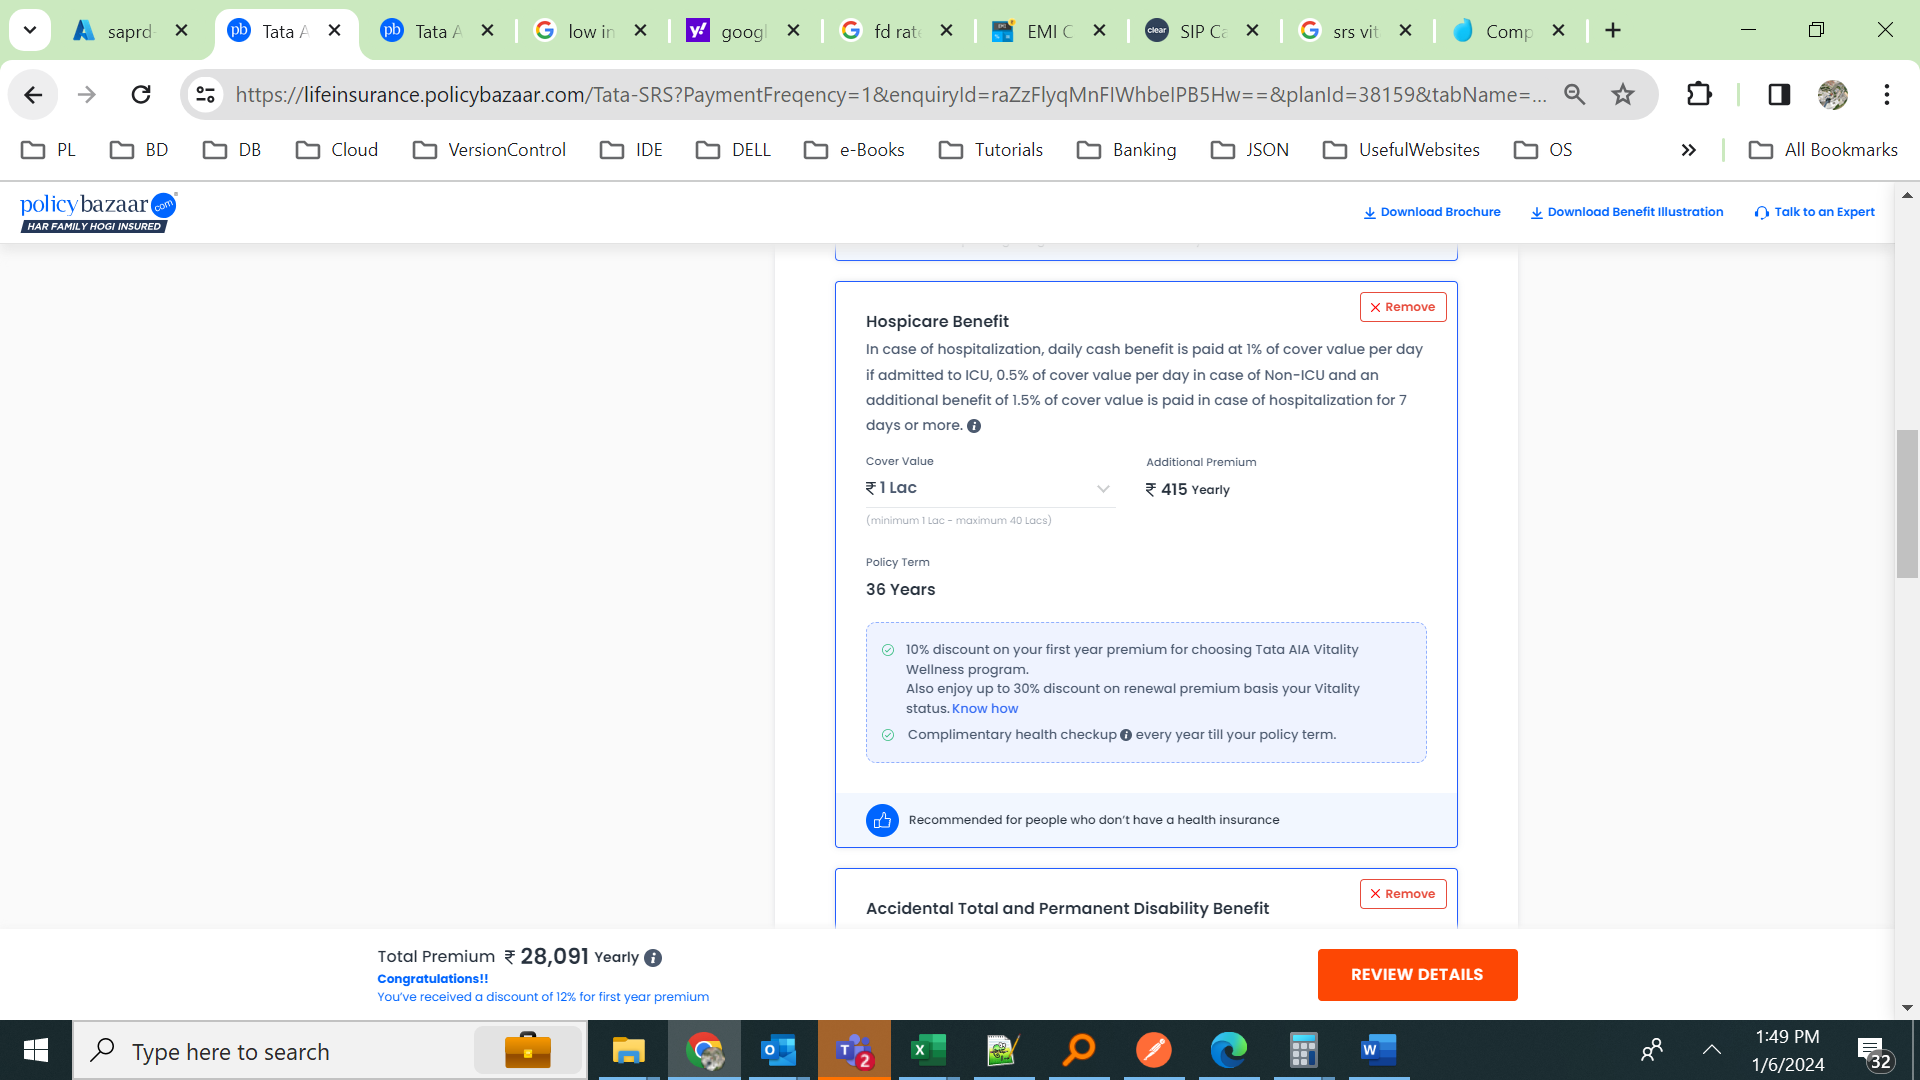 saprd-
Tata A
Tata A
low in
googl
fd rate
EMI C
SIP Ca
srs vit
Comp
https://lifeinsurance.policybazaar.com/Tata-SRS?PaymentFreqency=1&enquiryId=raZzFlyqMnFIWhbeIPB5Hw==&planId=38159&tabName=...
PL
BD
DB
Cloud
VersionControl
IDE
DELL
e-Books
Tutorials
Banking
JSON
UsefulWebsites
OS
All Bookmarks
policybazaar.com
HAR FAMILY HOGI INSURED
Download Brochure
Download Benefit Illustration
Talk to an Expert
Remove
Hospicare Benefit
In case of hospitalization, daily cash benefit is paid at 1% of cover value per day
if admitted to ICU, 0.5% of cover value per day in case of Non-ICU and an
additional benefit of 1.5% of cover value is paid in case of hospitalization for 7
days or more.
Cover Value
Additional Premium
₹ 1 Lac
₹ 415 Yearly
(minimum 1 Lac - maximum 40 Lacs)
Policy Term
36 Years
10% discount on your first year premium for choosing Tata AIA Vitality
Wellness program.
Also enjoy up to 30% discount on renewal premium basis your Vitality
status. Know how
Complimentary health checkup every year till your policy term.
Recommended for people who don't have a health insurance
Remove
Accidental Total and Permanent Disability Benefit
Total Premium ₹ 28,091 Yearly
Congratulations!!
You've received a discount of 12% for first year premium
REVIEW DETAILS
Type here to search
2
1:49 PM
1/6/2024
32